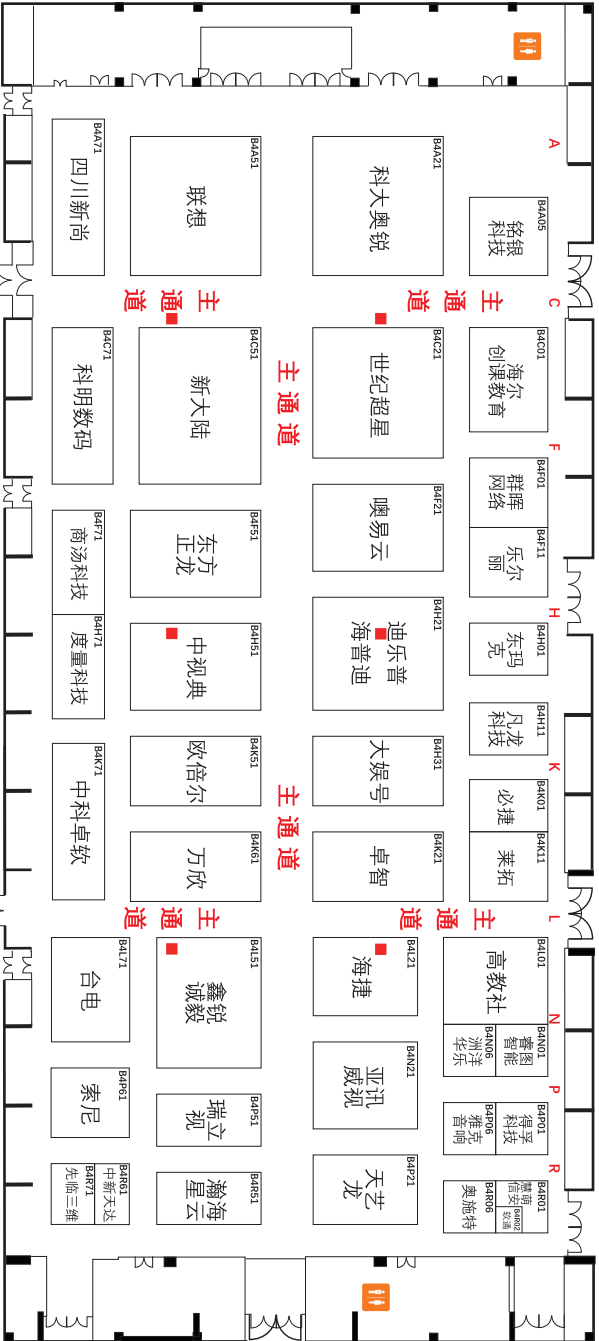 A
B4A71
四川新尚
B4A51
联想
B4A21
科大奥锐
B4A05
铭银
科技
主通道
主通道
C
B4C71
科明数码
B4C51
新大陆
主通道
B4C21
世纪超星
B4C01
海尔
创课教育
F
B4F71
商汤科技
B4F51
东方
正龙
B4F21
噢易云
B4F01
群晖
网络
B4F11
乐尔
丽
H
B4H71
度量科技
B4H51
中视典
B4H21
迪乐普
海普迪
B4H01
东玛
克
B4H11
凡龙
科技
K
B4K71
中科卓软
B4K51
欧倍尔
主通道
B4H31
大娱号
B4K01
必捷
B4K61
万欣
B4K21
卓智
B4K11
莱拓
主通道
主通道
L
B4L71
台电
B4L51
鑫锐
诚毅
B4L21
海捷
B4L01
高教社
N
B4N21
亚讯
威视
B4N06
洲洋
华乐
B4N01
睿图
智能
P
B4P61
索尼
B4P51
瑞立
视
B4P21
天艺
龙
B4P06
雅克
音响
B4P01
得孚
科技
R
B4R71
先临三维
B4R61
中新天达
B4R51
瀚海
星云
B4R06
奥施特
B4R01
慧萌
信安
B4R02
软通